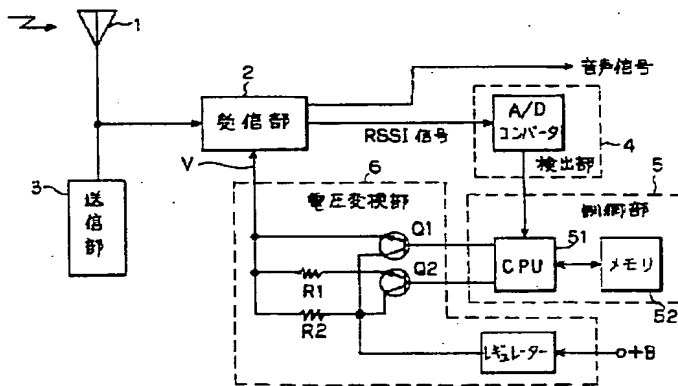 1
2
受信部
音声信号
A/D
コンバータ
RSSI 信号
検出部
4
V
3
送
信
部
6
電圧変換部
5
制御部
Q1
51
CPU
メモリ
Q2
R1
52
R2
レギュレーター
+B